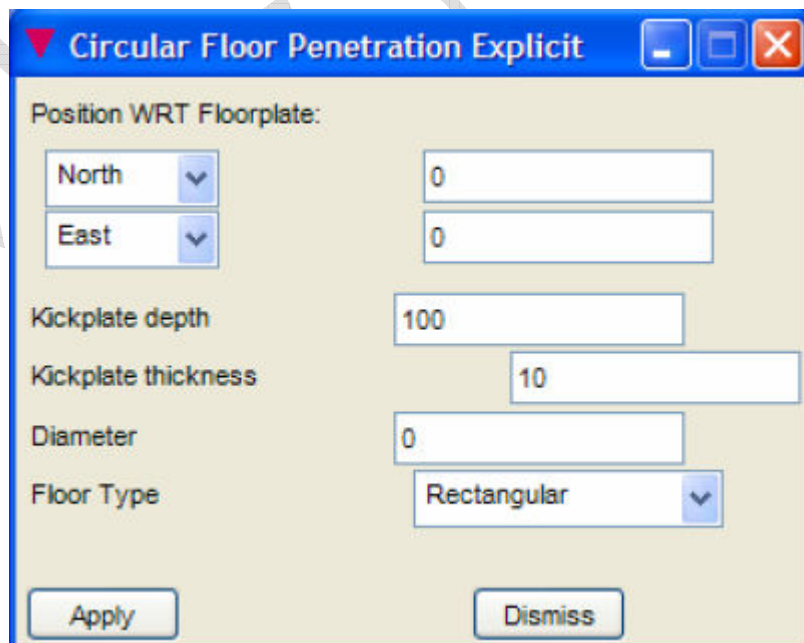 Circular Floor Penetration Explicit
Position WRT Floorplate:
North 0
East 0
Kickplate depth 100
Kickplate thickness 10
Diameter 0
Floor Type Rectangular
Apply Dismiss